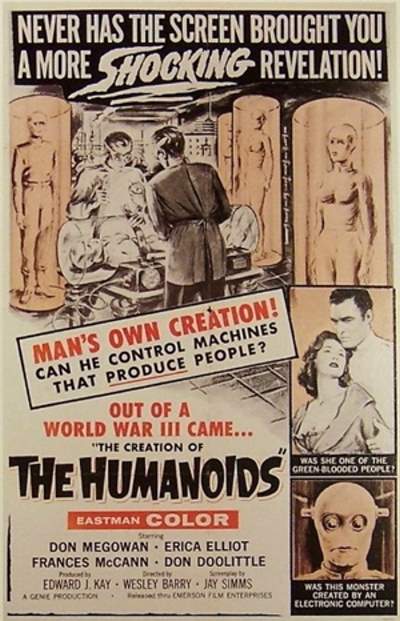 NEVER HAS THE SCREEN BROUGHT YOU
A MORE SHOCKING REVELATION!
MAN'S OWN CREATION!
CAN HE CONTROL MACHINES
THAT PRODUCE PEOPLE?
OUT OF A
WORLD WAR III CAME...
"THE CREATION OF
THE HUMANOIDS"
EASTMAN COLOR
Starring
DON MEGOWAN · ERICA ELLIOT
FRANCES McCANN · DON DOOLITTLE
Produced by Directed by Screenplay by
EDWARD J. KAY · WESLEY BARRY · JAY SIMMS
A GENIE PRODUCTION · Released thru EMERSON FILM ENTERPRISES
WAS SHE ONE OF THE
GREEN-BLOODED PEOPLE?
WAS THIS MONSTER
CREATED BY AN
ELECTRONIC COMPUTER?